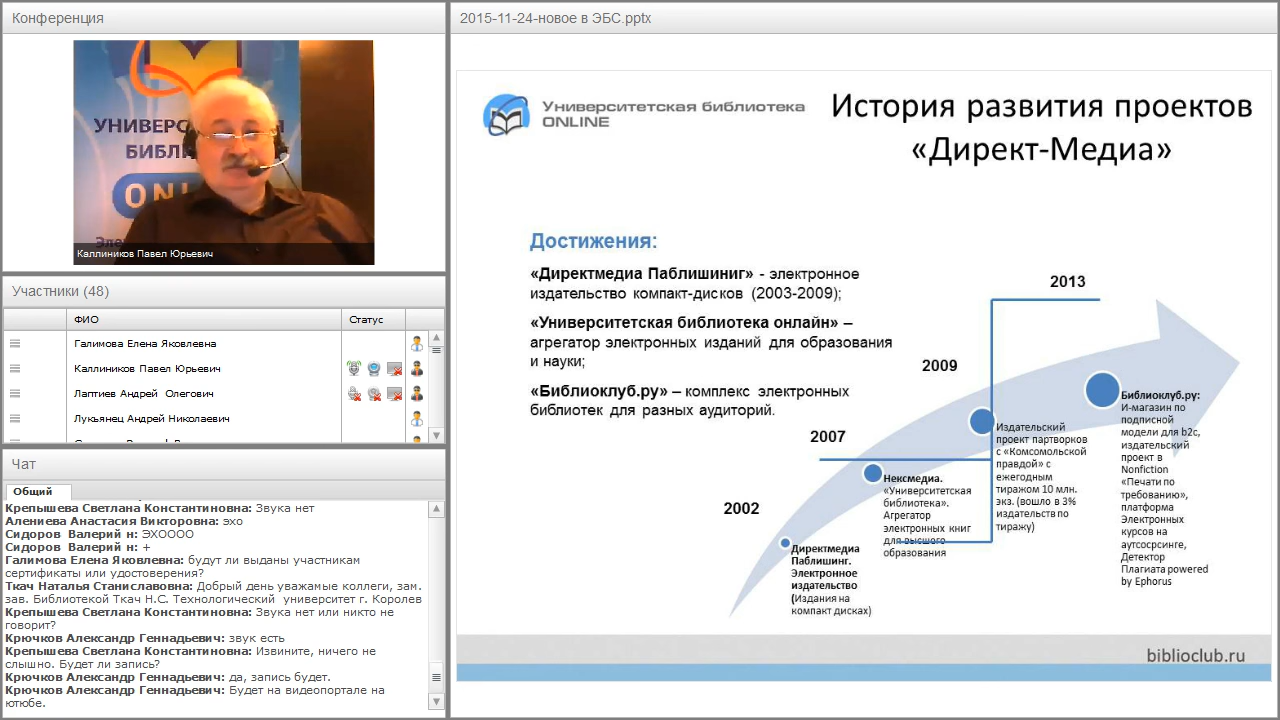 Конференция
УНИВЕРС
БИБЛИ
Каллиников Павел Юрьевич
Участники (48)
ФИО Статус
Галимова Елена Яковлевна
Каллиников Павел Юрьевич
Лаптиев Андрей Олегович
Лукьянец Андрей Николаевич
Чат
Общий
Крепышева Светлана Константиновна: Звука нет
Алениева Анастасия Викторовна: эхо
Сидоров Валерий н: ЭХОООО
Сидоров Валерий н: +
Галимова Елена Яковлевна: будут ли выданы участникам
сертификаты или удостоверения?
Ткач Наталья Станиславовна: Добрый день уважамые коллеги, зам.
зав. Библиотекой Ткач Н.С. Технологический университет г. Королев
Крепышева Светлана Константиновна: Звука нет или никто не
говорит?
Крючков Александр Геннадьевич: звук есть
Крепышева Светлана Константиновна: Извините, ничего не
слышно. Будет ли запись?
Крючков Александр Геннадьевич: да, запись будет.
Крючков Александр Геннадьевич: Будет на видеопортале на
ютюбе.
2015-11-24-новое в ЭБС.pptx
Университетская библиотека
ONLINE
История развития проектов
«Директ-Медиа»
Достижения:
«Директмедиа Паблишиниг» - электронное
издательство компакт-дисков (2003-2009);
«Университетская библиотека онлайн» –
агрегатор электронных изданий для образования
и науки;
«Библиоклуб.ру» – комплекс электронных
библиотек для разных аудиторий.
2002
Директмедиа
Паблишинг.
Электронное
издательство
(Издания на
компакт дисках)
2007
Нексмедиа.
«Университетская
библиотека».
Агрегатор
электронных книг
для высшего
образования
2009
Издательский
проект партворков
с «Комсомольской
правдой» с
ежегодным
тиражом 10 млн.
экз. (вошло в 3%
издательств по
тиражу)
2013
Библиоклуб.ру:
И-магазин по
подписной
модели для b2c,
издательский
проект в
Nonfiction
«Печати по
требованию»,
платформа
Электронных
курсов на
аутсосрсинге,
Детектор
Плагиата powered
by Ephorus
biblioclub.ru